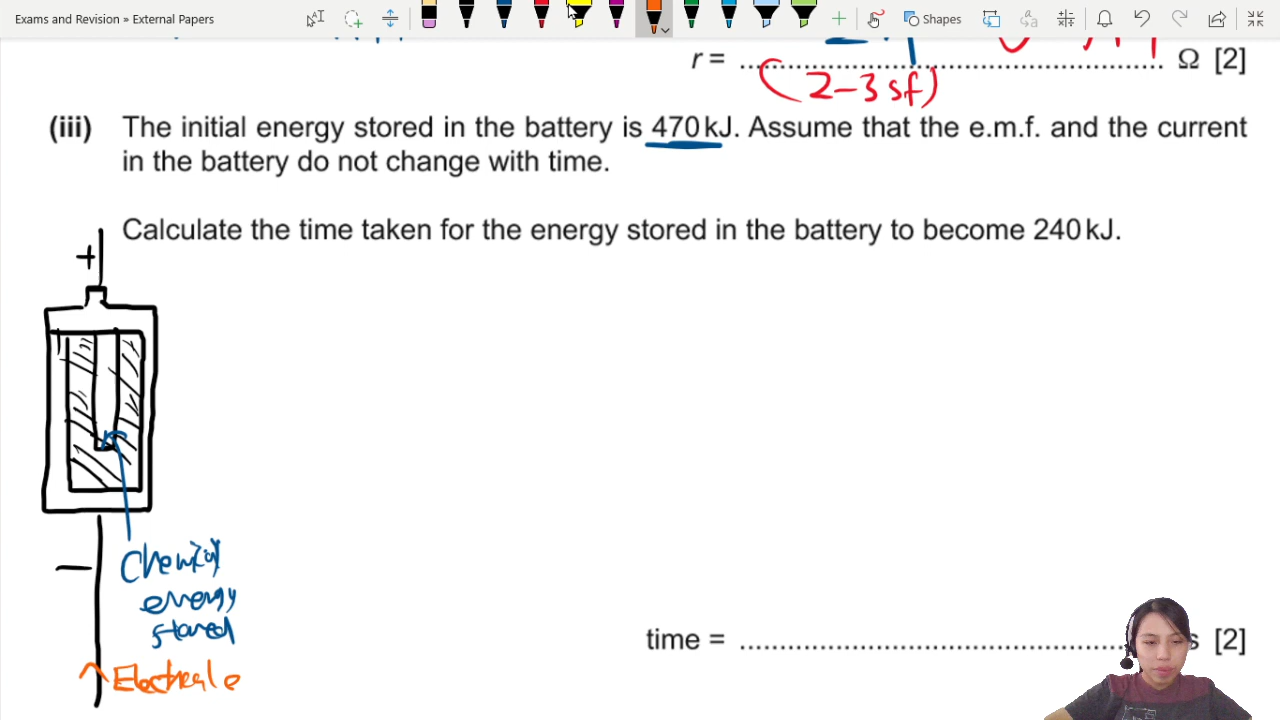 Exams and Revision » External Papers
Shapes
r = .......................................................... Ω [2]
(2-3 sf)
(iii) The initial energy stored in the battery is 470 kJ. Assume that the e.m.f. and the current
in the battery do not change with time.
Calculate the time taken for the energy stored in the battery to become 240 kJ.
+
−
Chemical
energy
stored
time = .......................................................... s [2]